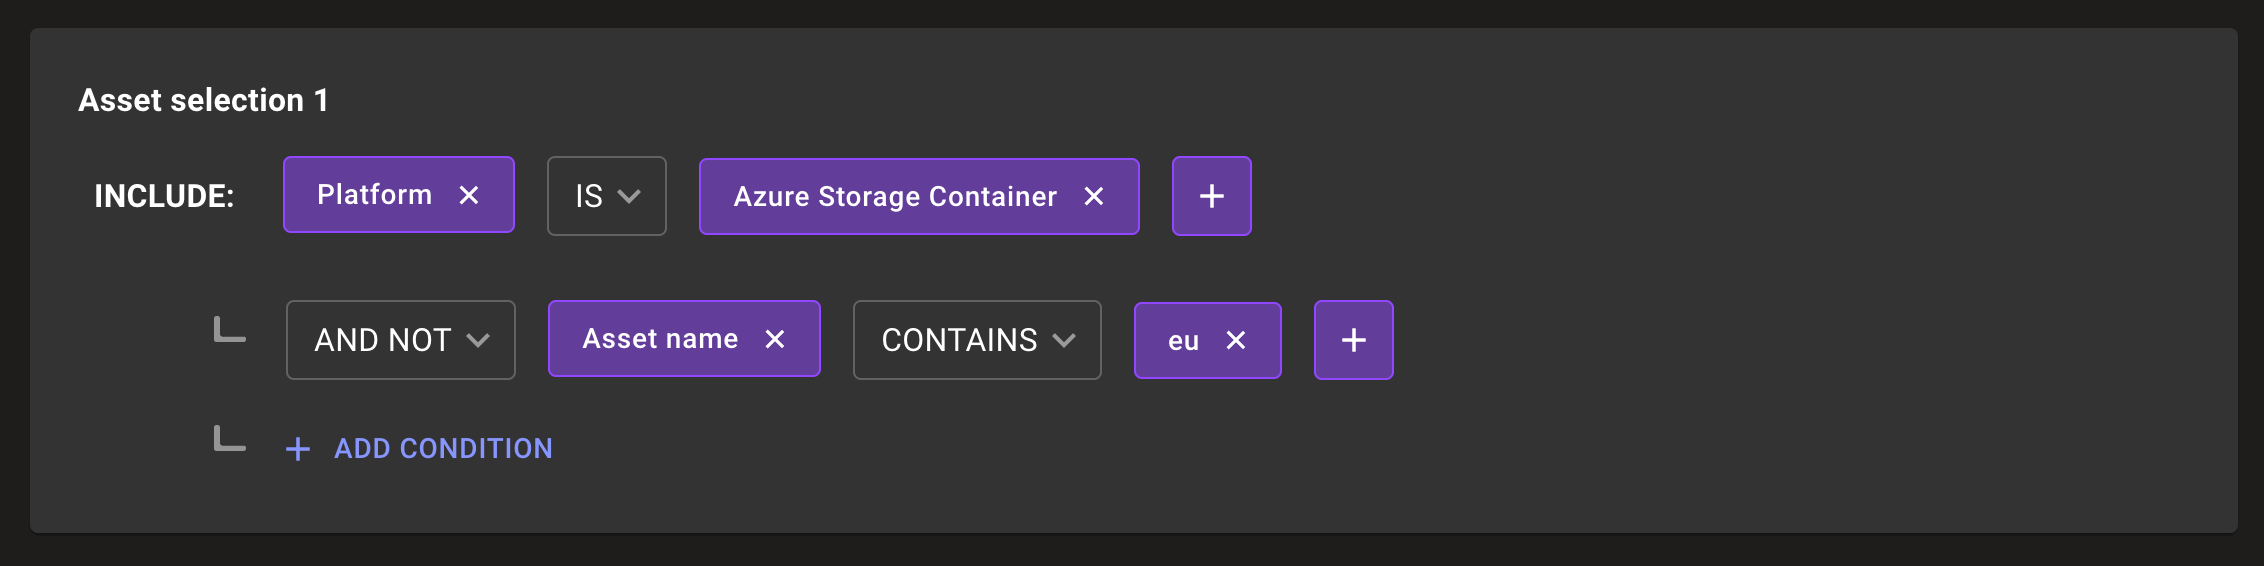 Asset selection 1
INCLUDE: Platform IS Azure Storage Container
AND NOT Asset name CONTAINS eu
ADD CONDITION